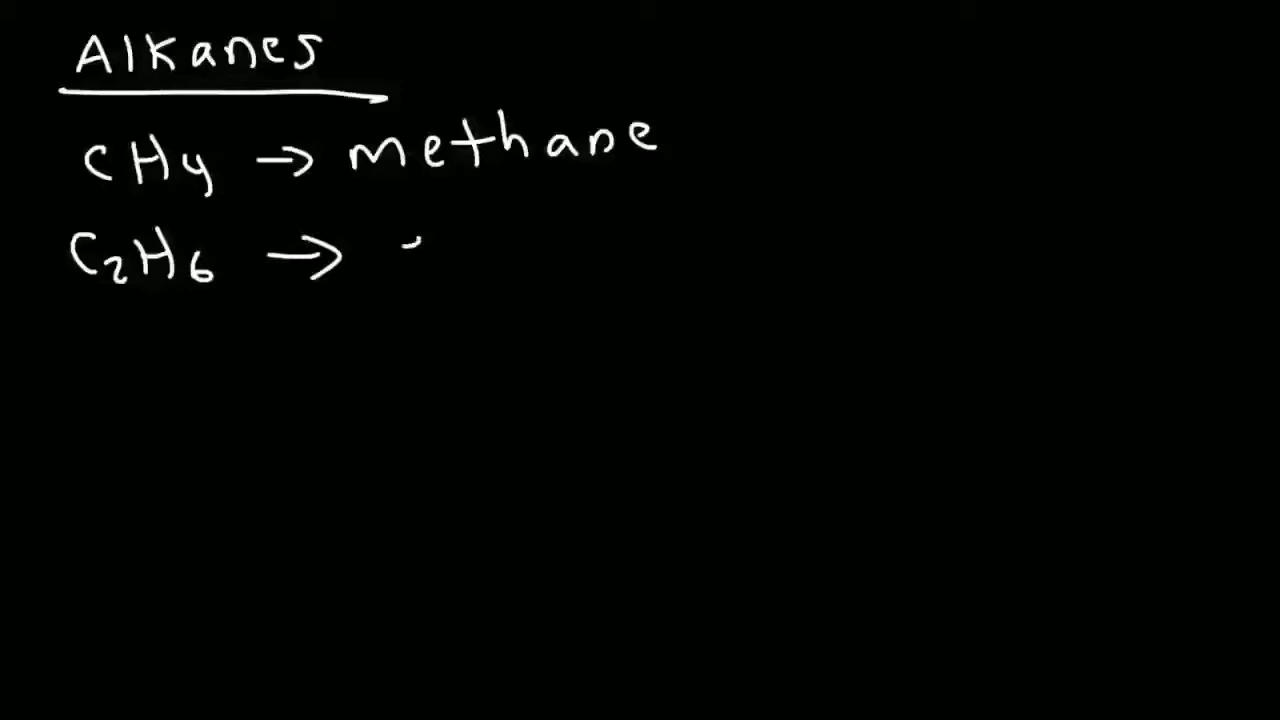 Alkanes
CH4 → methane
C2H6 →